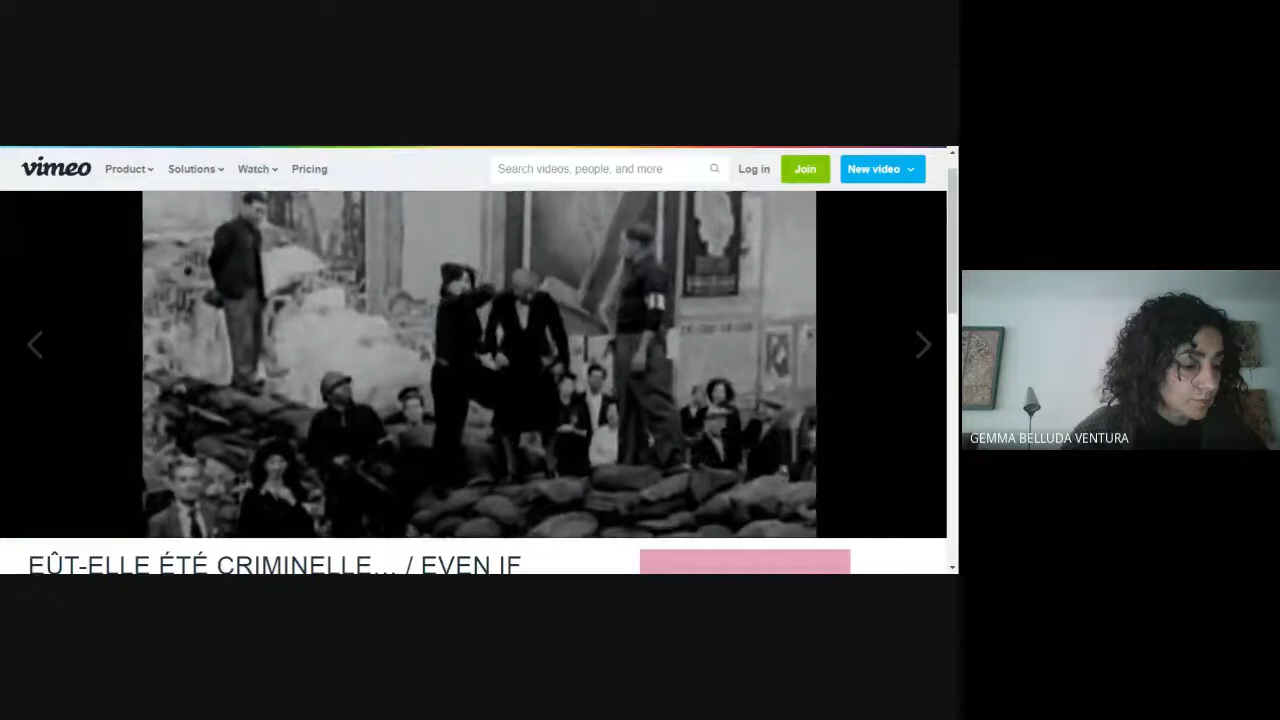 vimeo Product Solutions Watch Pricing Search videos, people, and more Log in Join New video
EÛT-ELLE ÉTÉ CRIMINELLE... / EVEN IF
GEMMA BELLUDA VENTURA